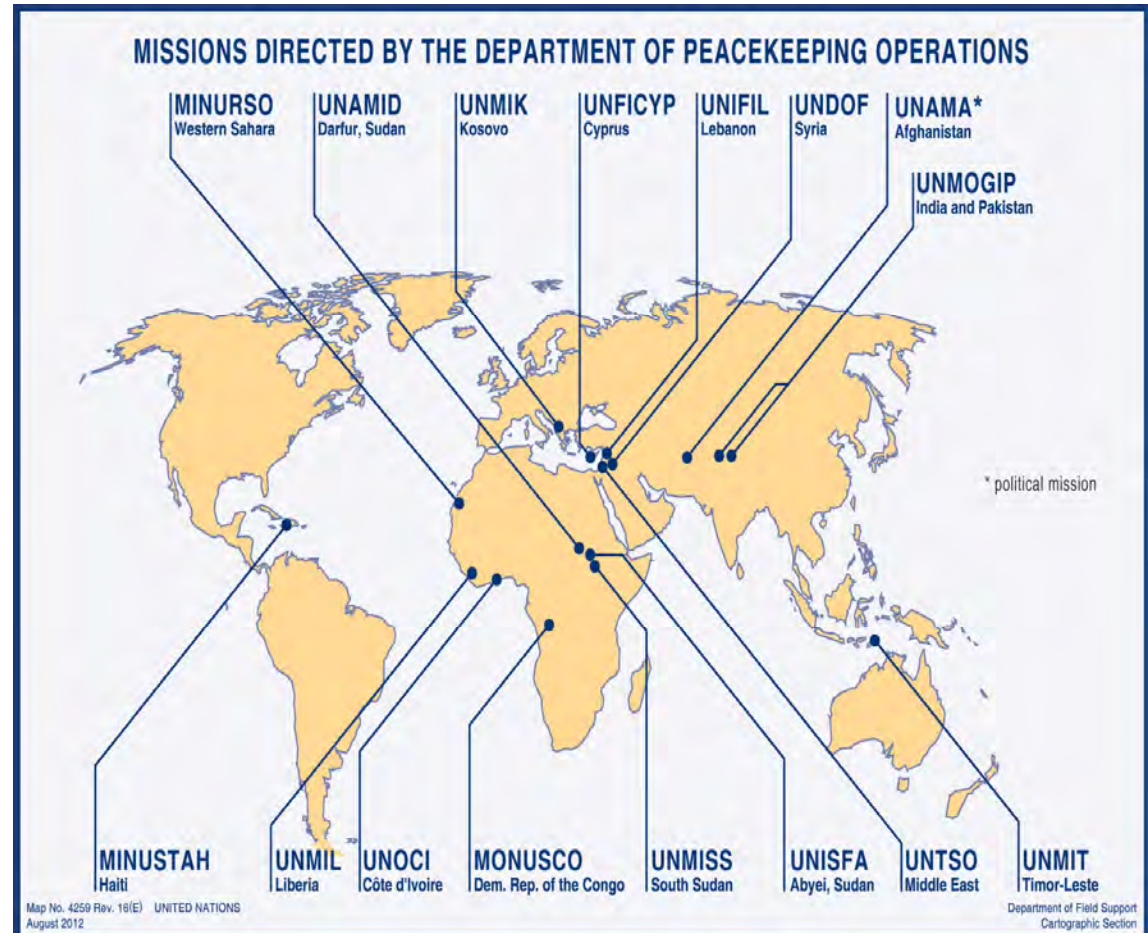 MISSIONS DIRECTED BY THE DEPARTMENT OF PEACEKEEPING OPERATIONS
MINURSO
Western Sahara
UNAMID
Darfur, Sudan
UNMIK
Kosovo
UNFICYP
Cyprus
UNIFIL
Lebanon
UNDOF
Syria
UNAMA*
Afghanistan
UNMOGIP
India and Pakistan
* political mission
MINUSTAH
Haiti
UNMIL
Liberia
UNOCI
Côte d'Ivoire
MONUSCO
Dem. Rep. of the Congo
UNMISS
South Sudan
UNISFA
Abyei, Sudan
UNTSO
Middle East
UNMIT
Timor-Leste
Map No. 4259 Rev. 16(E) UNITED NATIONS
August 2012
Department of Field Support
Cartographic Section